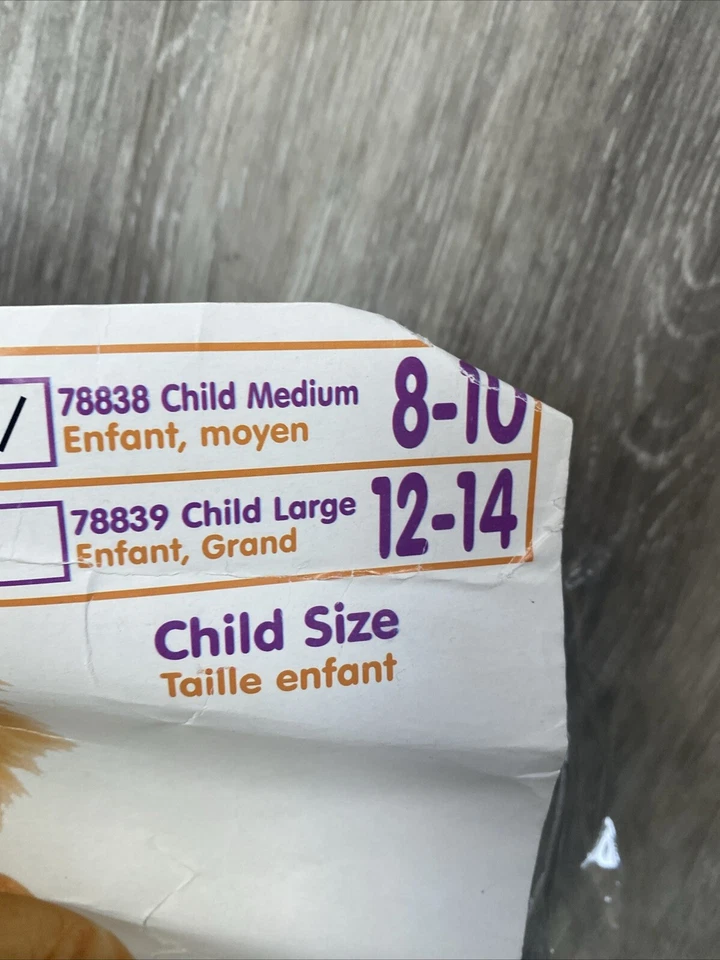 78838 Child Medium 8-10
Enfant, moyen
78839 Child Large 12-14
Enfant, Grand
Child Size
Taille enfant